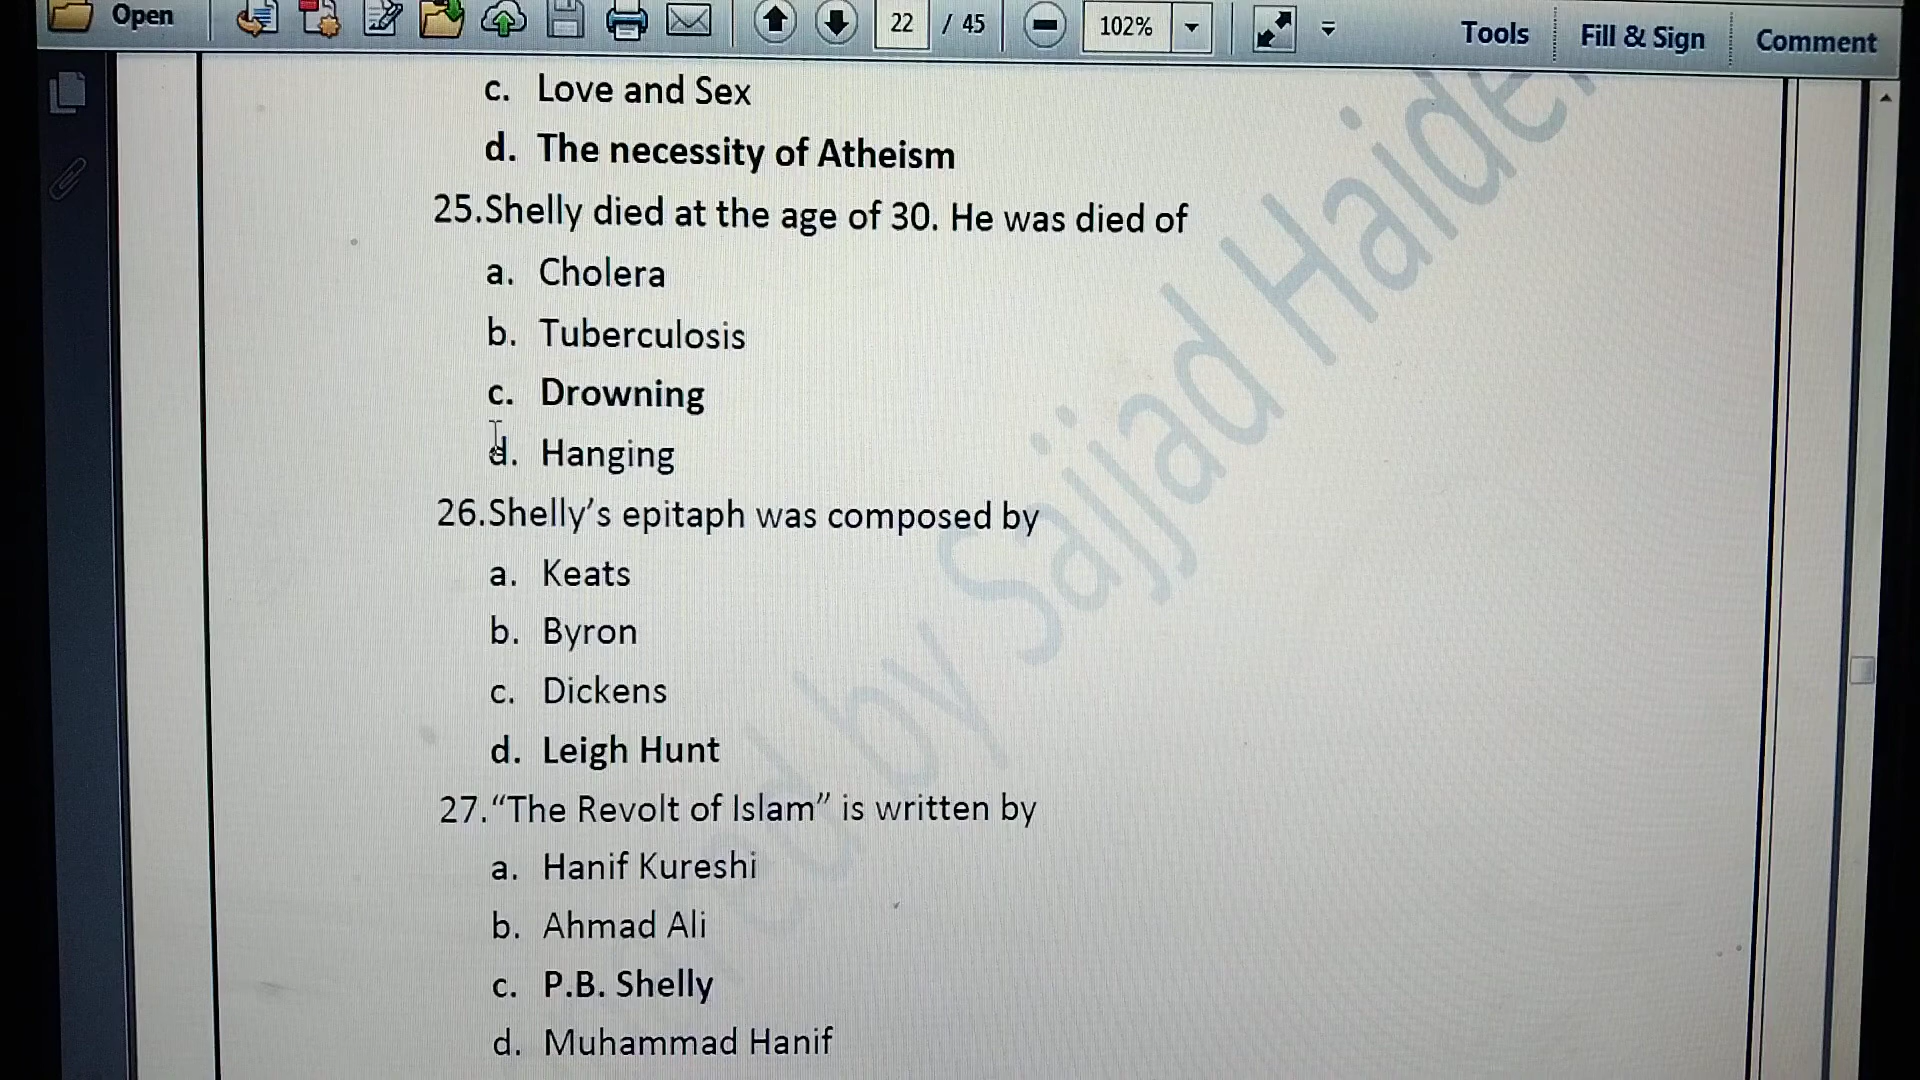 Open
22 / 45
102%
Tools
Fill & Sign
Comment
c. Love and Sex
d. The necessity of Atheism
25.Shelly died at the age of 30. He was died of
a. Cholera
b. Tuberculosis
c. Drowning
d. Hanging
26.Shelly’s epitaph was composed by
a. Keats
b. Byron
c. Dickens
d. Leigh Hunt
27.“The Revolt of Islam” is written by
a. Hanif Kureshi
b. Ahmad Ali
c. P.B. Shelly
d. Muhammad Hanif
by Sajjad Haider